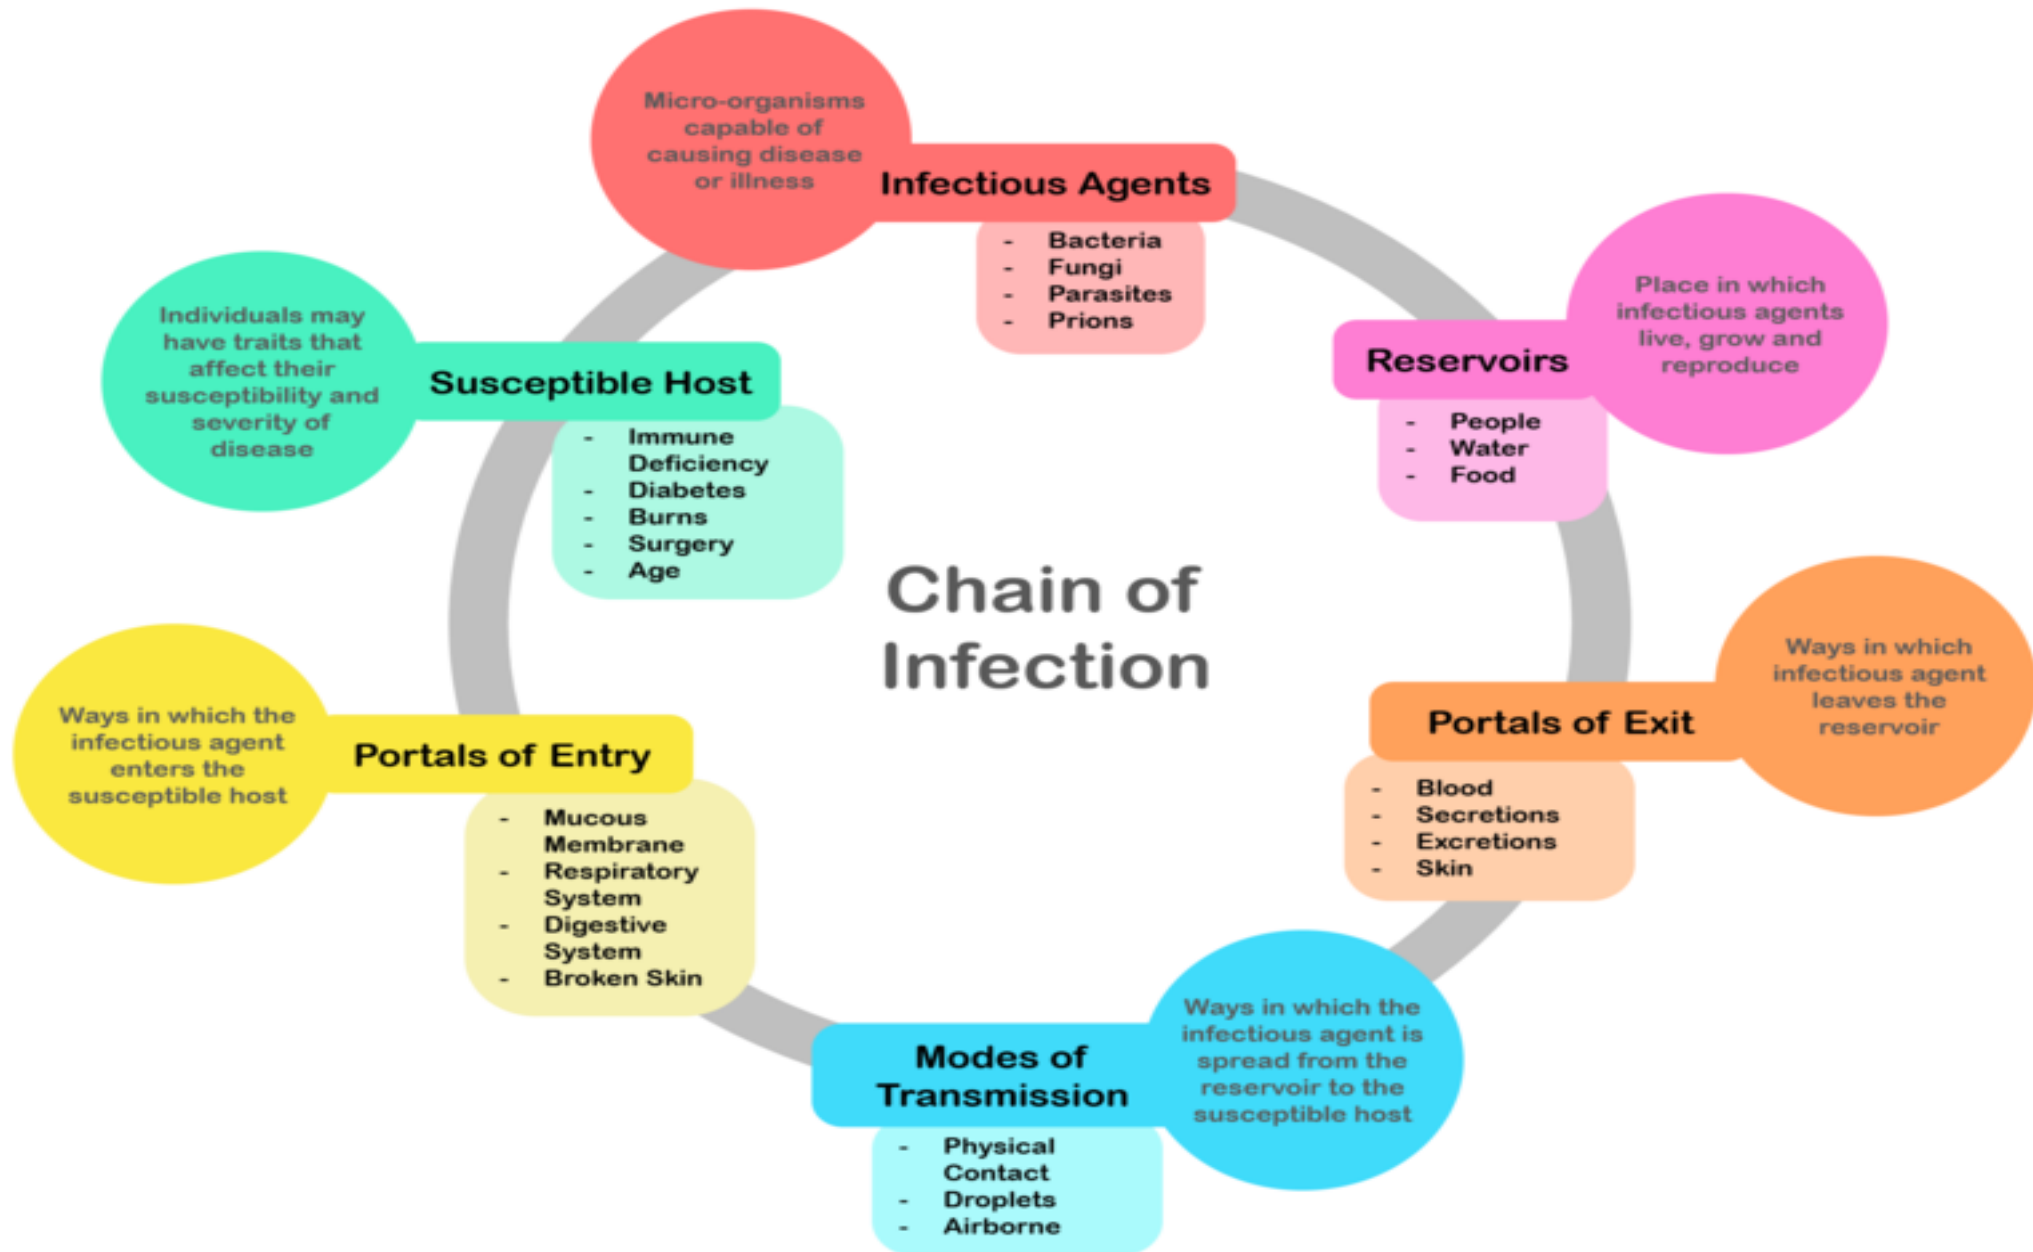 Micro-organisms
capable of
causing disease
or illness
Infectious Agents
- Bacteria
- Fungi
- Parasites
- Prions
Place in which
infectious agents
live, grow and
reproduce
Reservoirs
- People
- Water
- Food
Ways in which
infectious agent
leaves the
reservoir
Portals of Exit
- Blood
- Secretions
- Excretions
- Skin
Ways in which the
infectious agent is
spread from the
reservoir to the
susceptible host
Modes of
Transmission
- Physical
Contact
- Droplets
- Airborne
Ways in which the
infectious agent
enters the
susceptible host
Portals of Entry
- Mucous
Membrane
- Respiratory
System
- Digestive
System
- Broken Skin
Individuals may
have traits that
affect their
susceptibility and
severity of
disease
Susceptible Host
- Immune
Deficiency
- Diabetes
- Burns
- Surgery
- Age
Chain of
Infection